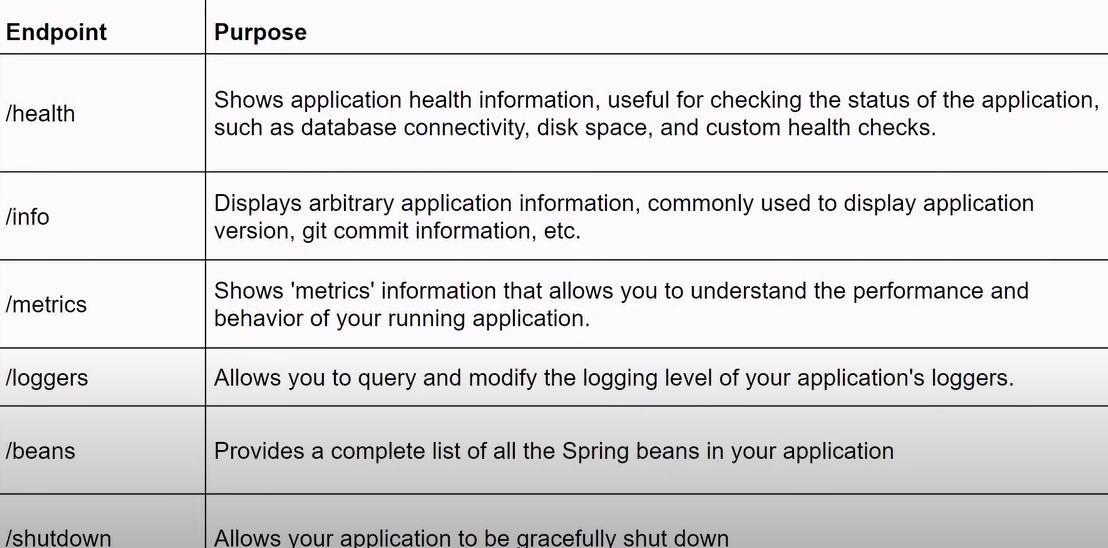 Endpoint
Purpose
/health
Shows application health information, useful for checking the status of the application,
such as database connectivity, disk space, and custom health checks.
/info
Displays arbitrary application information, commonly used to display application
version, git commit information, etc.
/metrics
Shows 'metrics' information that allows you to understand the performance and
behavior of your running application.
/loggers
Allows you to query and modify the logging level of your application's loggers.
/beans
Provides a complete list of all the Spring beans in your application
/shutdown
Allows your application to be gracefully shut down